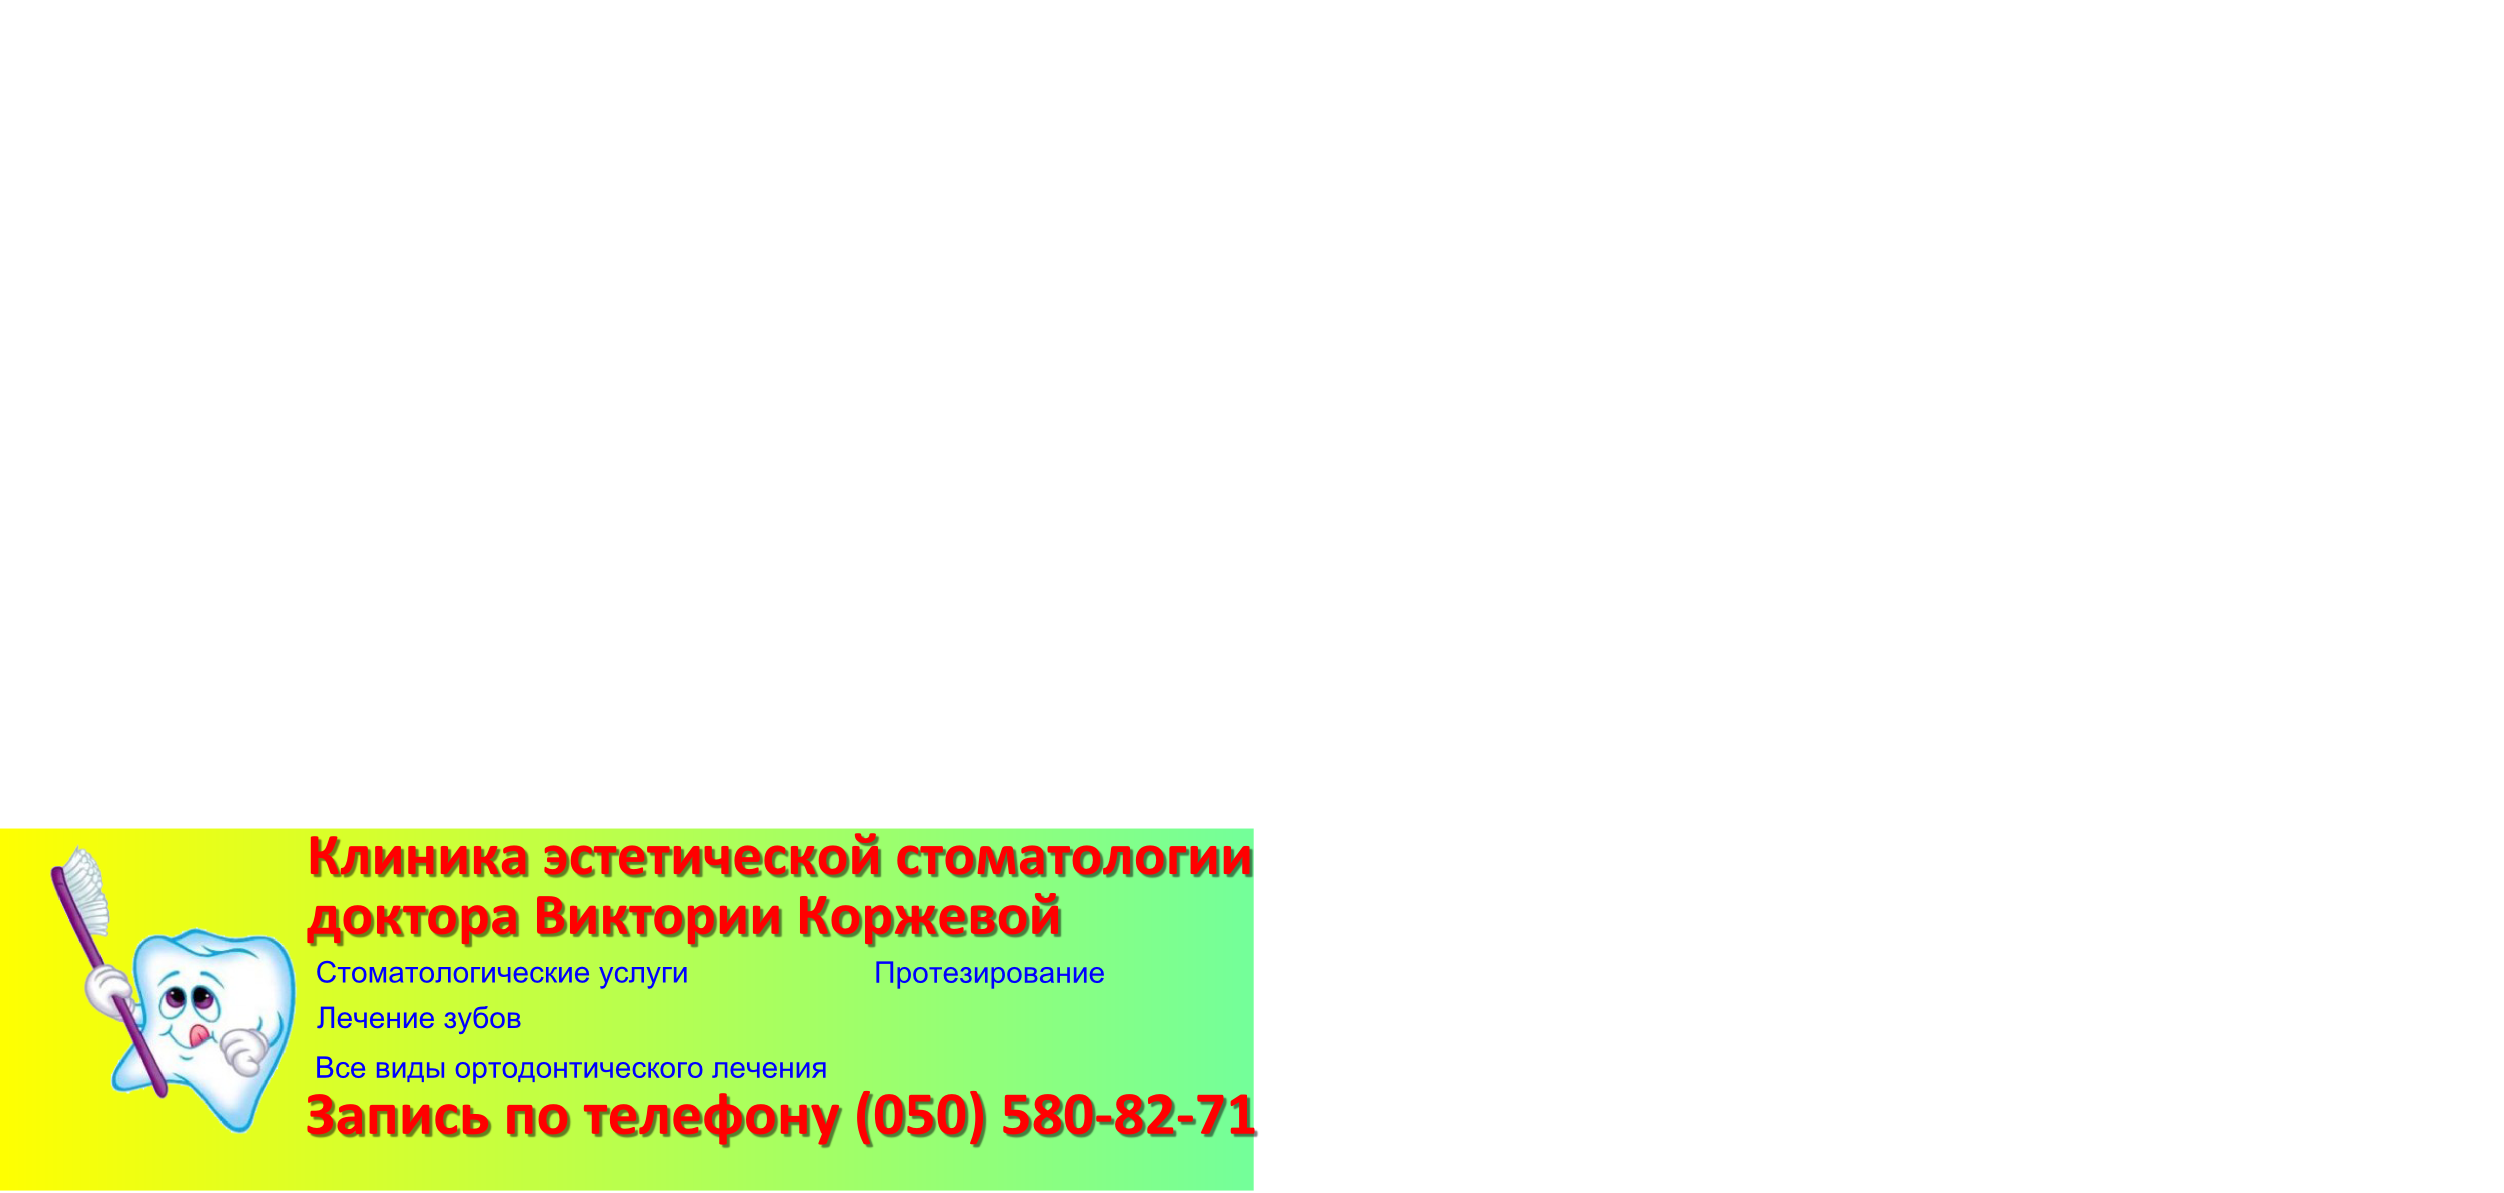 Клиника эстетической стоматологии
доктора Виктории Коржевой
Стоматологические услуги
Протезирование
Лечение зубов
Все виды ортодонтического лечения
Запись по телефону (050) 580-82-71